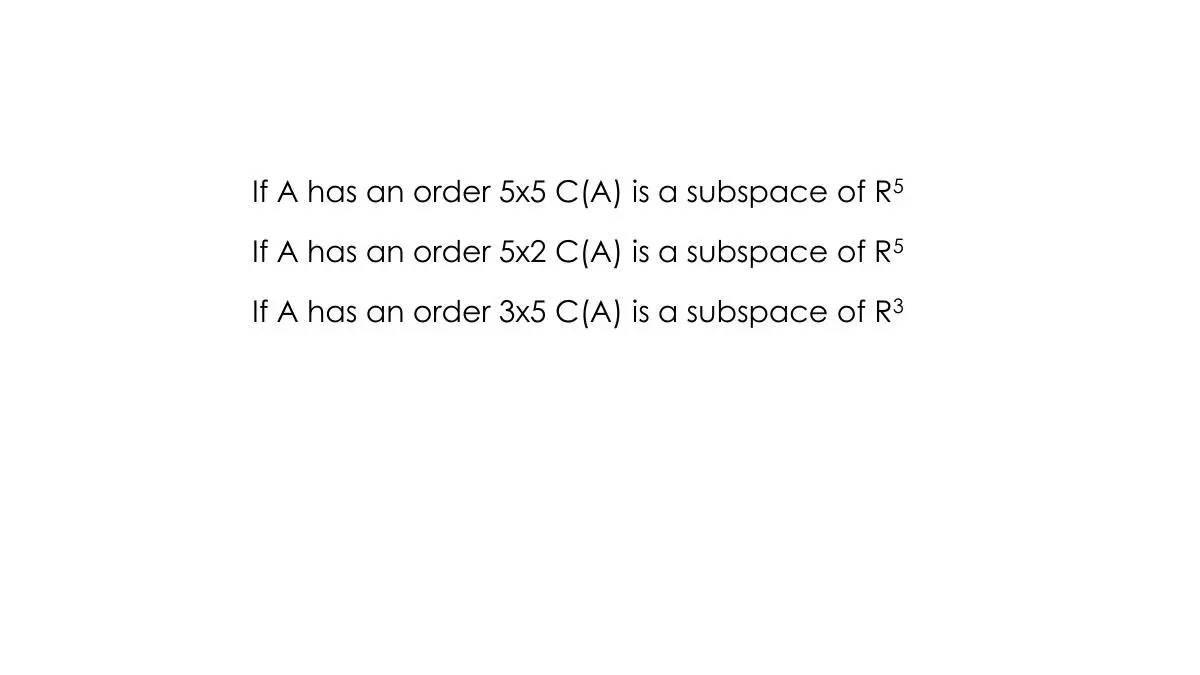 If A has an order 5x5 C(A) is a subspace of R⁵
If A has an order 5x2 C(A) is a subspace of R⁵
If A has an order 3x5 C(A) is a subspace of R³